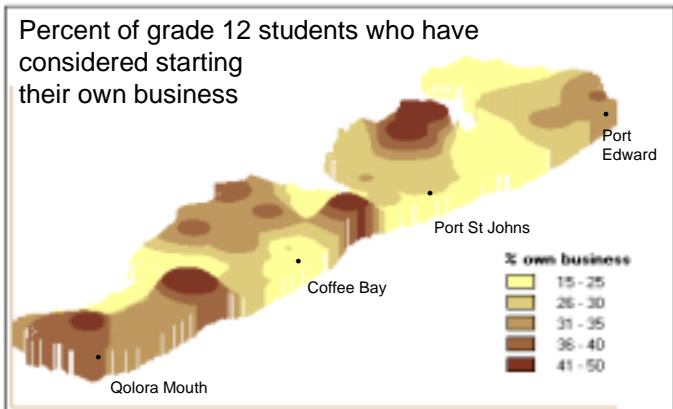 Percent of grade 12 students who have
considered starting
their own business
Port
Edward
Port St Johns
Coffee Bay
Qolora Mouth
% own business
15 - 25
26 - 30
31 - 35
36 - 40
41 - 50